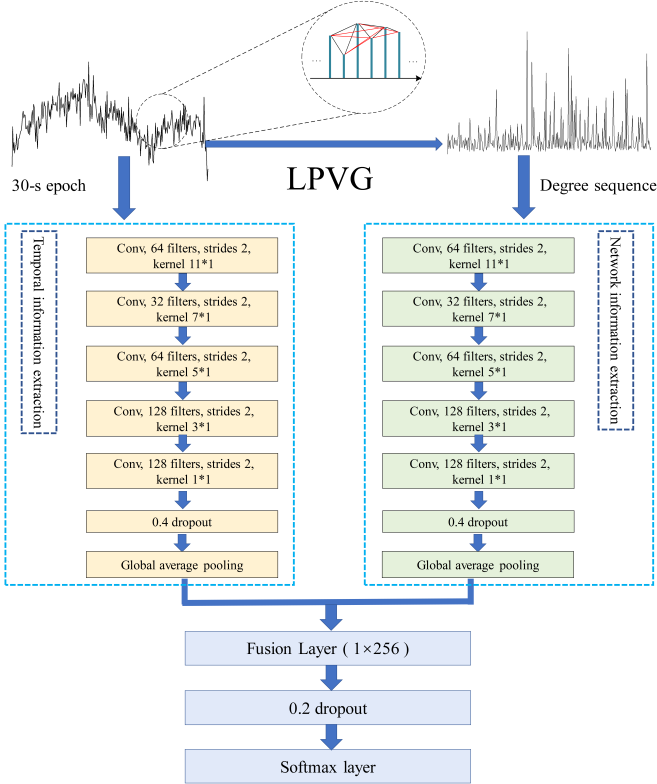 ... ...
LPVG
30-s epoch
Degree sequence
Temporal information extraction
Conv, 64 filters, strides 2,
kernel 11*1
Conv, 32 filters, strides 2,
kernel 7*1
Conv, 64 filters, strides 2,
kernel 5*1
Conv, 128 filters, strides 2,
kernel 3*1
Conv, 128 filters, strides 2,
kernel 1*1
0.4 dropout
Global average pooling
Conv, 64 filters, strides 2,
kernel 11*1
Conv, 32 filters, strides 2,
kernel 7*1
Conv, 64 filters, strides 2,
kernel 5*1
Conv, 128 filters, strides 2,
kernel 3*1
Conv, 128 filters, strides 2,
kernel 1*1
0.4 dropout
Global average pooling
Network information extraction
Fusion Layer ( 1×256 )
0.2 dropout
Softmax layer